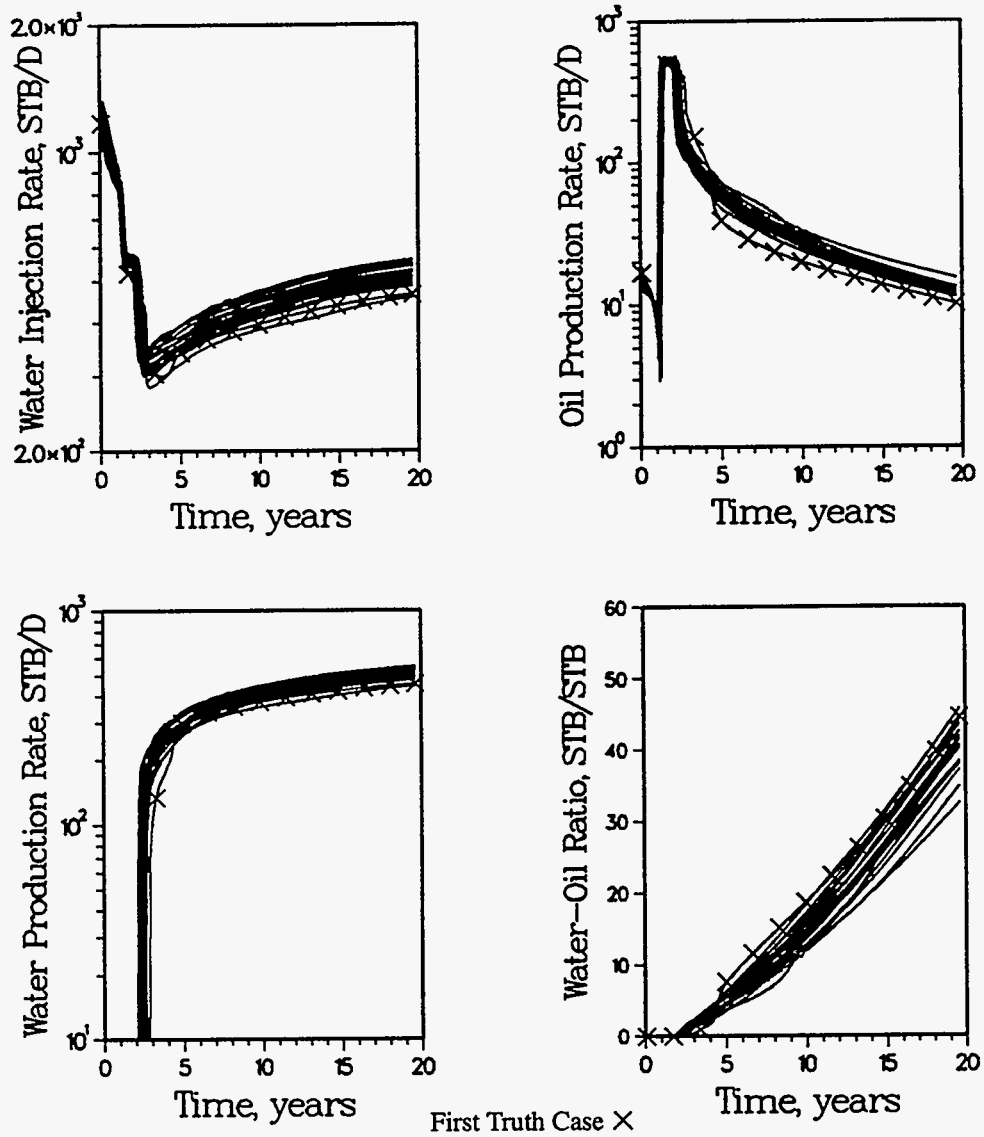 Water Injection Rate, STB/D
2.0×10³
10³
2.0×10²
0 5 10 15 20
Time, years
Oil Production Rate, STB/D
10³
10²
10¹
10⁰
0 5 10 15 20
Time, years
Water Production Rate, STB/D
10³
10²
10¹
0 5 10 15 20
Time, years
Water-Oil Ratio, STB/STB
60
50
40
30
20
10
0
0 5 10 15 20
Time, years
First Truth Case ×